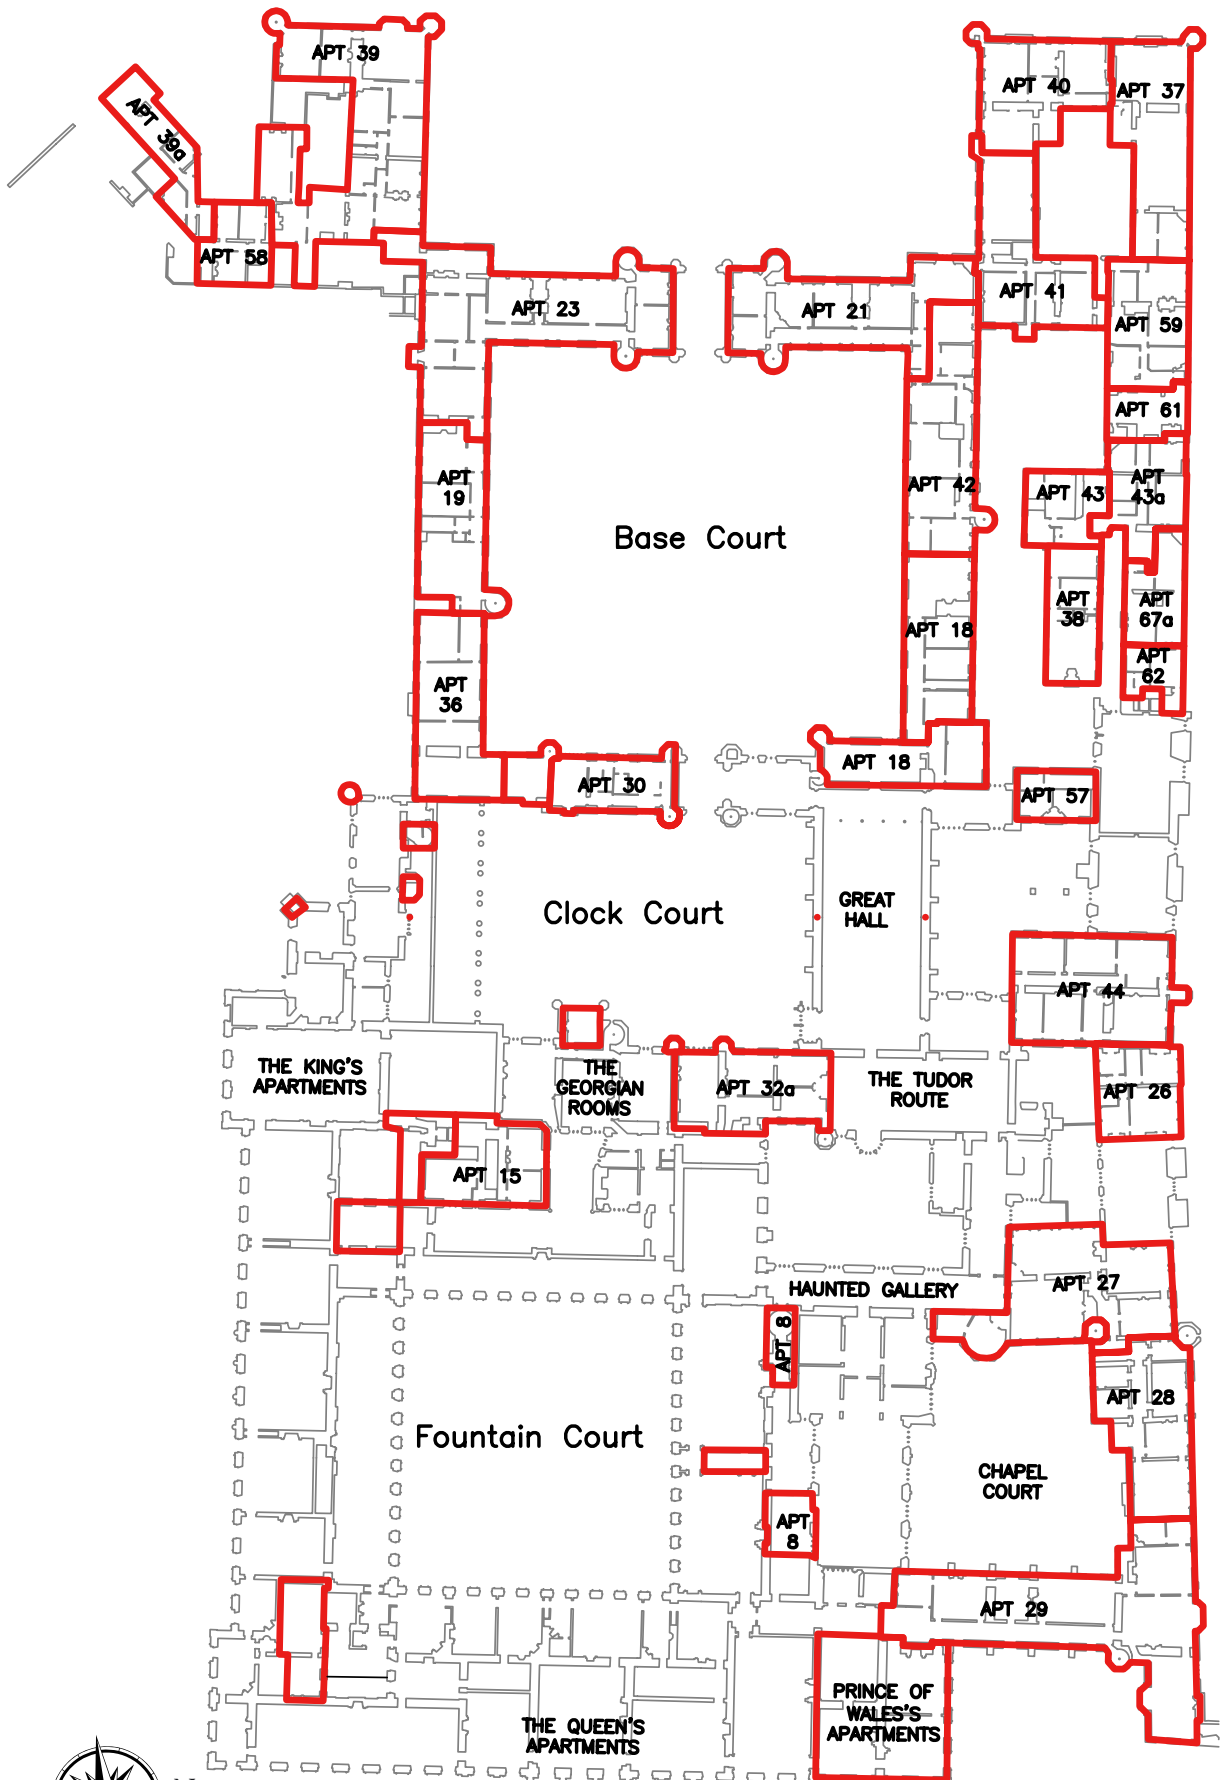 APT 39
APT 40
APT 37
APT 39a
APT 58
APT 23
APT 21
APT 41
APT 59
APT 61
APT
19
APT 42
APT 43
APT
43a
Base Court
APT
38
APT
67a
APT 18
APT
62
APT
36
APT 18
APT 30
APT 57
Clock Court
GREAT
HALL
APT 44
THE KING'S
APARTMENTS
THE
GEORGIAN
ROOMS
APT 32a
THE TUDOR
ROUTE
APT 26
APT 15
HAUNTED GALLERY
APT 27
APT 8
APT 28
Fountain Court
CHAPEL
COURT
APT
8
APT 29
PRINCE OF
WALES'S
APARTMENTS
THE QUEEN'S
APARTMENTS